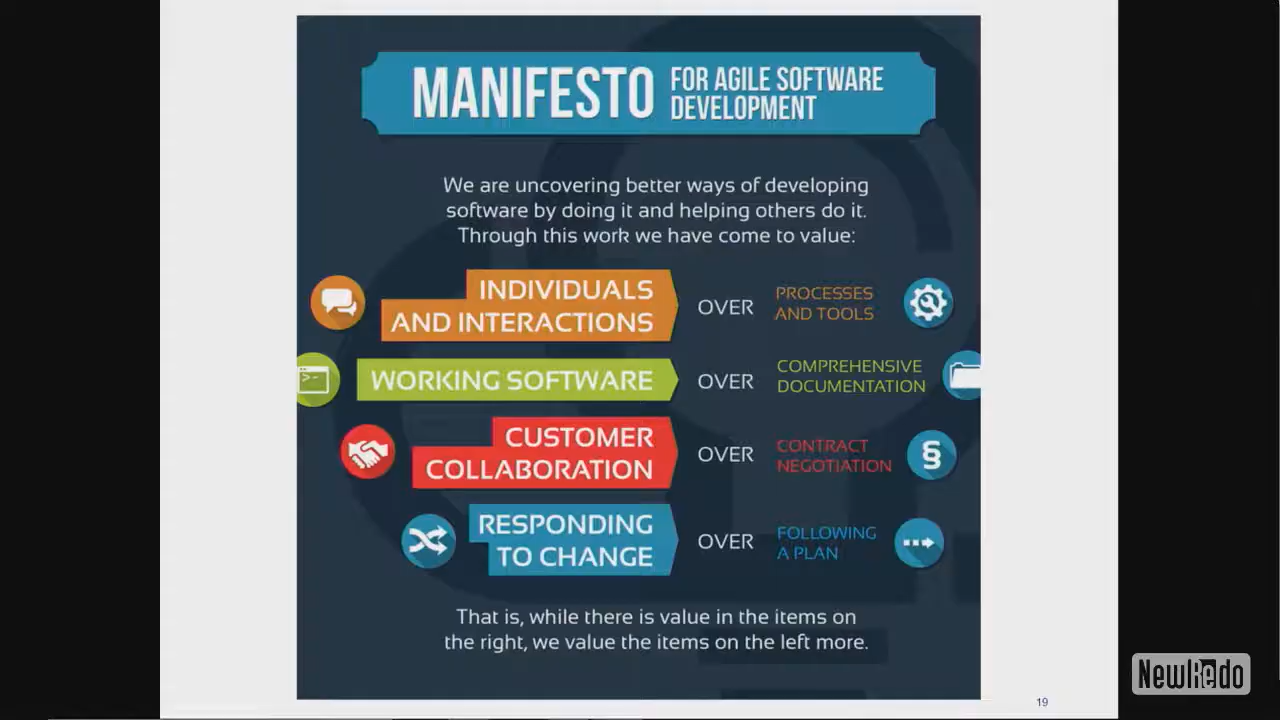 MANIFESTO FOR AGILE SOFTWARE
DEVELOPMENT
We are uncovering better ways of developing
software by doing it and helping others do it.
Through this work we have come to value:
INDIVIDUALS
AND INTERACTIONS
OVER
PROCESSES
AND TOOLS
WORKING SOFTWARE
OVER
COMPREHENSIVE
DOCUMENTATION
CUSTOMER
COLLABORATION
OVER
CONTRACT
NEGOTIATION
§
RESPONDING
TO CHANGE
OVER
FOLLOWING
A PLAN
That is, while there is value in the items on
the right, we value the items on the left more.
19
NewRedo